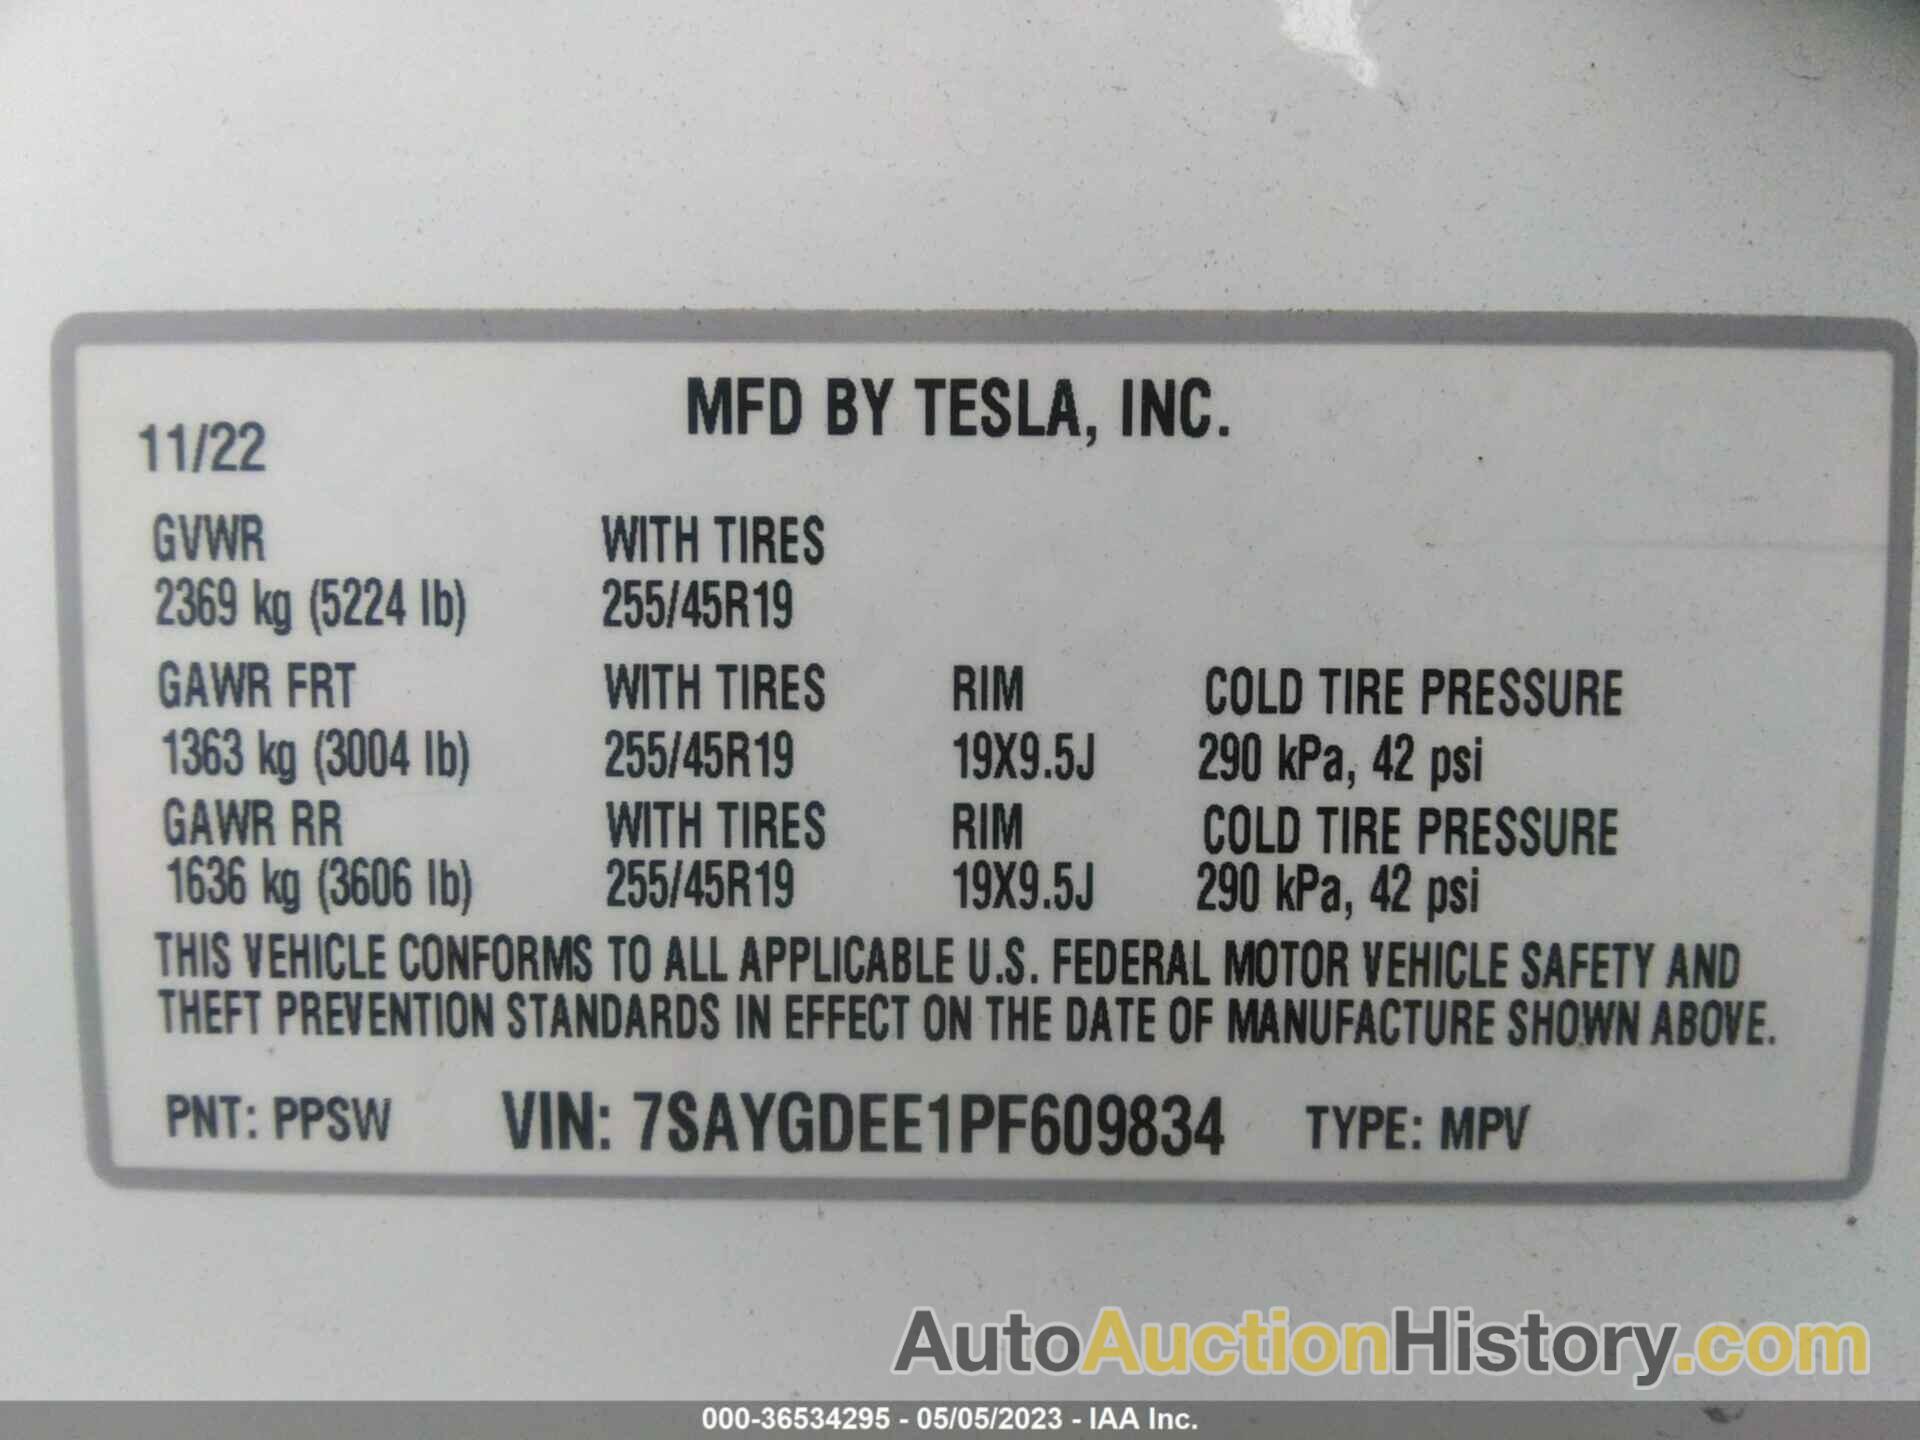 MFD BY TESLA, INC.
11/22
GVWR WITH TIRES
2369 kg (5224 lb) 255/45R19
GAWR FRT WITH TIRES RIM COLD TIRE PRESSURE
1363 kg (3004 lb) 255/45R19 19X9.5J 290 kPa, 42 psi
GAWR RR WITH TIRES RIM COLD TIRE PRESSURE
1636 kg (3606 lb) 255/45R19 19X9.5J 290 kPa, 42 psi
THIS VEHICLE CONFORMS TO ALL APPLICABLE U.S. FEDERAL MOTOR VEHICLE SAFETY AND
THEFT PREVENTION STANDARDS IN EFFECT ON THE DATE OF MANUFACTURE SHOWN ABOVE.
PNT: PPSW VIN: 7SAYGDEE1PF609834 TYPE: MPV
AutoAuctionHistory.com
000-36534295 - 05/05/2023 - IAA Inc.